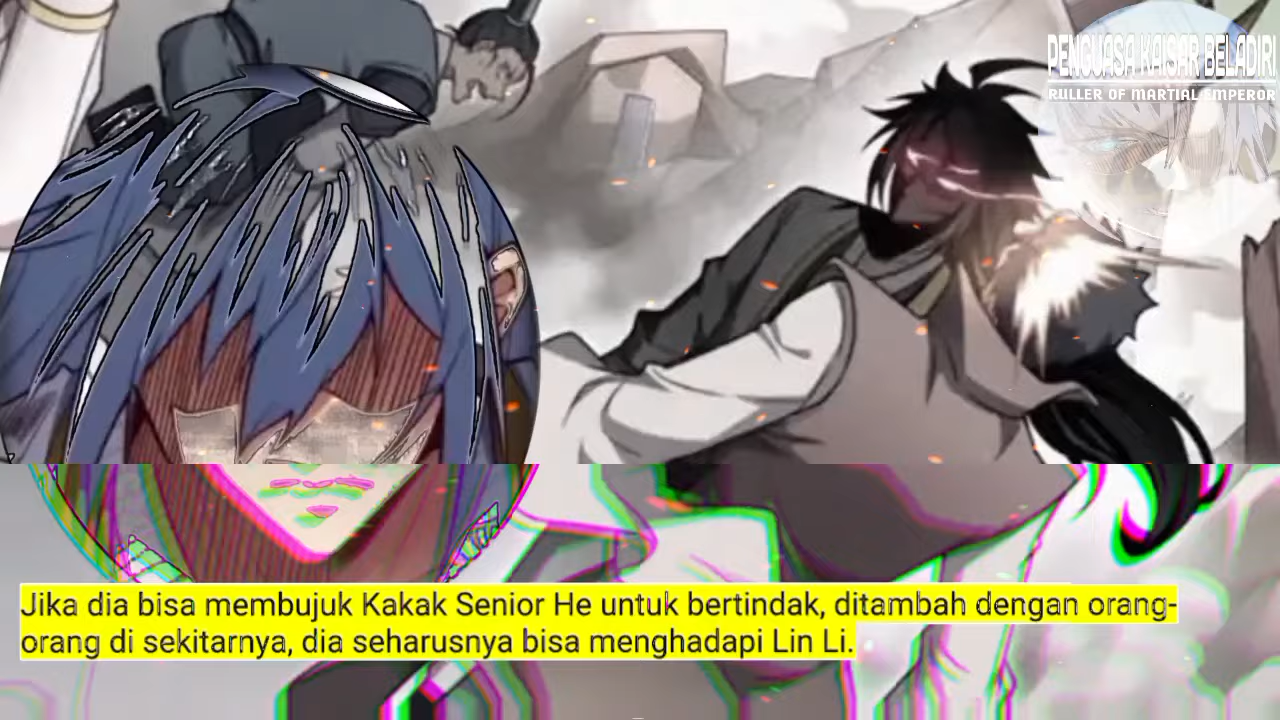 PENGUASA KAISAR BELADIRI
RULLER OF MARTIAL EMPEROR
Jika dia bisa membujuk Kakak Senior He untuk bertindak, ditambah dengan orang-
orang di sekitarnya, dia seharusnya bisa menghadapi Lin Li.